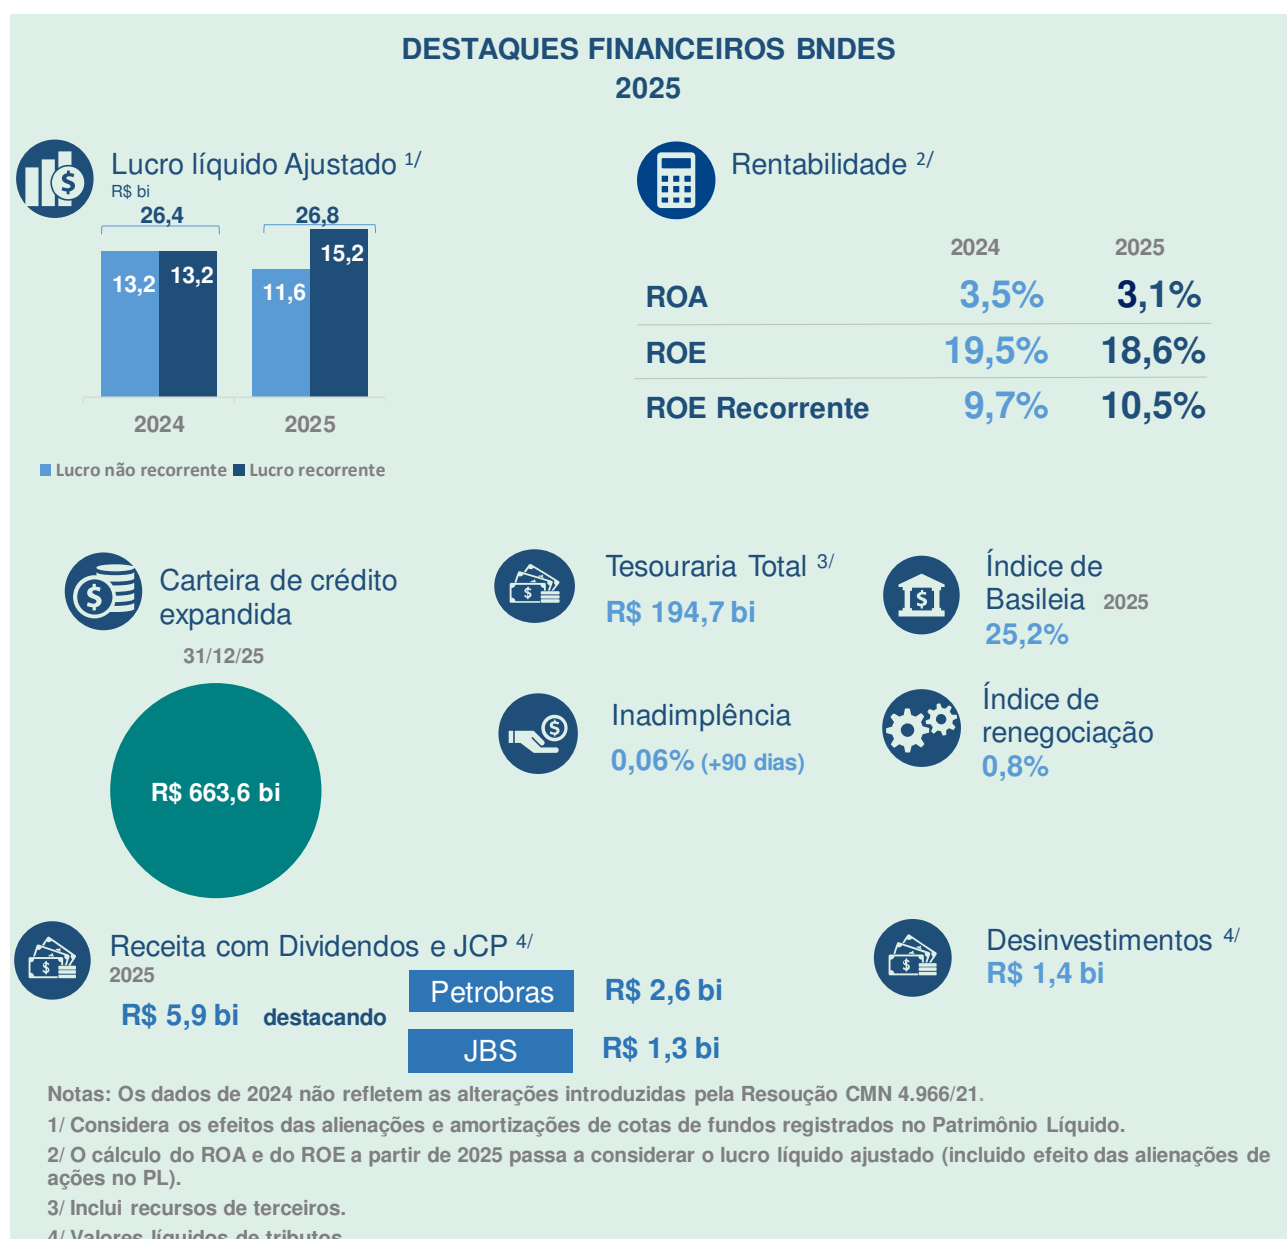 DESTAQUES FINANCEIROS BNDES
2025
Lucro líquido Ajustado 1/
R$ bi
26,4
26,8
13,2
13,2
11,6
15,2
2024
2025
Lucro não recorrente
Lucro recorrente
Rentabilidade 2/
2024 2025
ROA 3,5% 3,1%
ROE 19,5% 18,6%
ROE Recorrente 9,7% 10,5%
Carteira de crédito
expandida
31/12/25
R$ 663,6 bi
Tesouraria Total 3/
R$ 194,7 bi
Índice de
Basileia 2025
25,2%
Inadimplência
0,06% (+90 dias)
Índice de
renegociação
0,8%
Receita com Dividendos e JCP 4/
2025
R$ 5,9 bi destacando
Petrobras R$ 2,6 bi
JBS R$ 1,3 bi
Desinvestimentos 4/
R$ 1,4 bi
Notas: Os dados de 2024 não refletem as alterações introduzidas pela Resoução CMN 4.966/21.
1/ Considera os efeitos das alienações e amortizações de cotas de fundos registrados no Patrimônio Líquido.
2/ O cálculo do ROA e do ROE a partir de 2025 passa a considerar o lucro líquido ajustado (incluido efeito das alienações de
ações no PL).
3/ Inclui recursos de terceiros.
4/ Valores líquidos de tributos